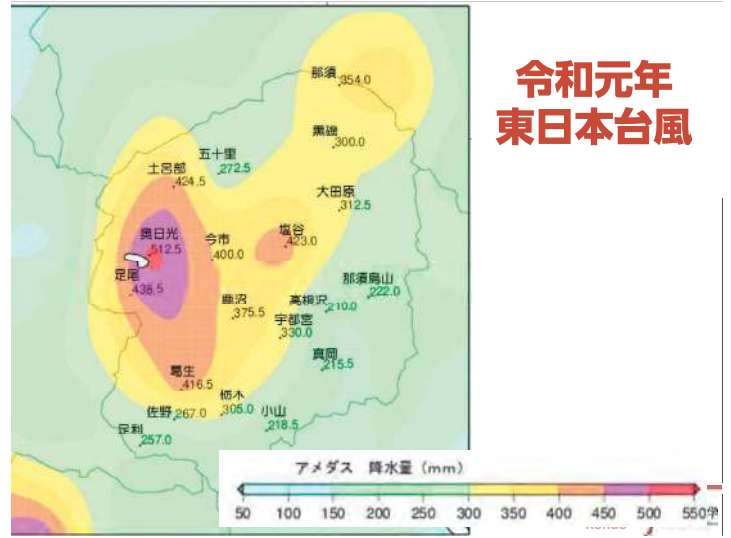 令和元年
東日本台風
那須
354.0
黒磯
300.0
五十里
272.5
土呂部
424.5
大田原
312.5
奥日光
512.5
今市
400.0
塩谷
423.0
足尾
438.5
那須烏山
222.0
鹿沼
375.5
高根沢
210.0
宇都宮
330.0
真岡
215.5
葛生
416.5
栃木
305.0
佐野 267.0
小山
218.5
足利
257.0
アメダス 降水量 (mm)
50 100 150 200 250 300 350 400 450 500 550